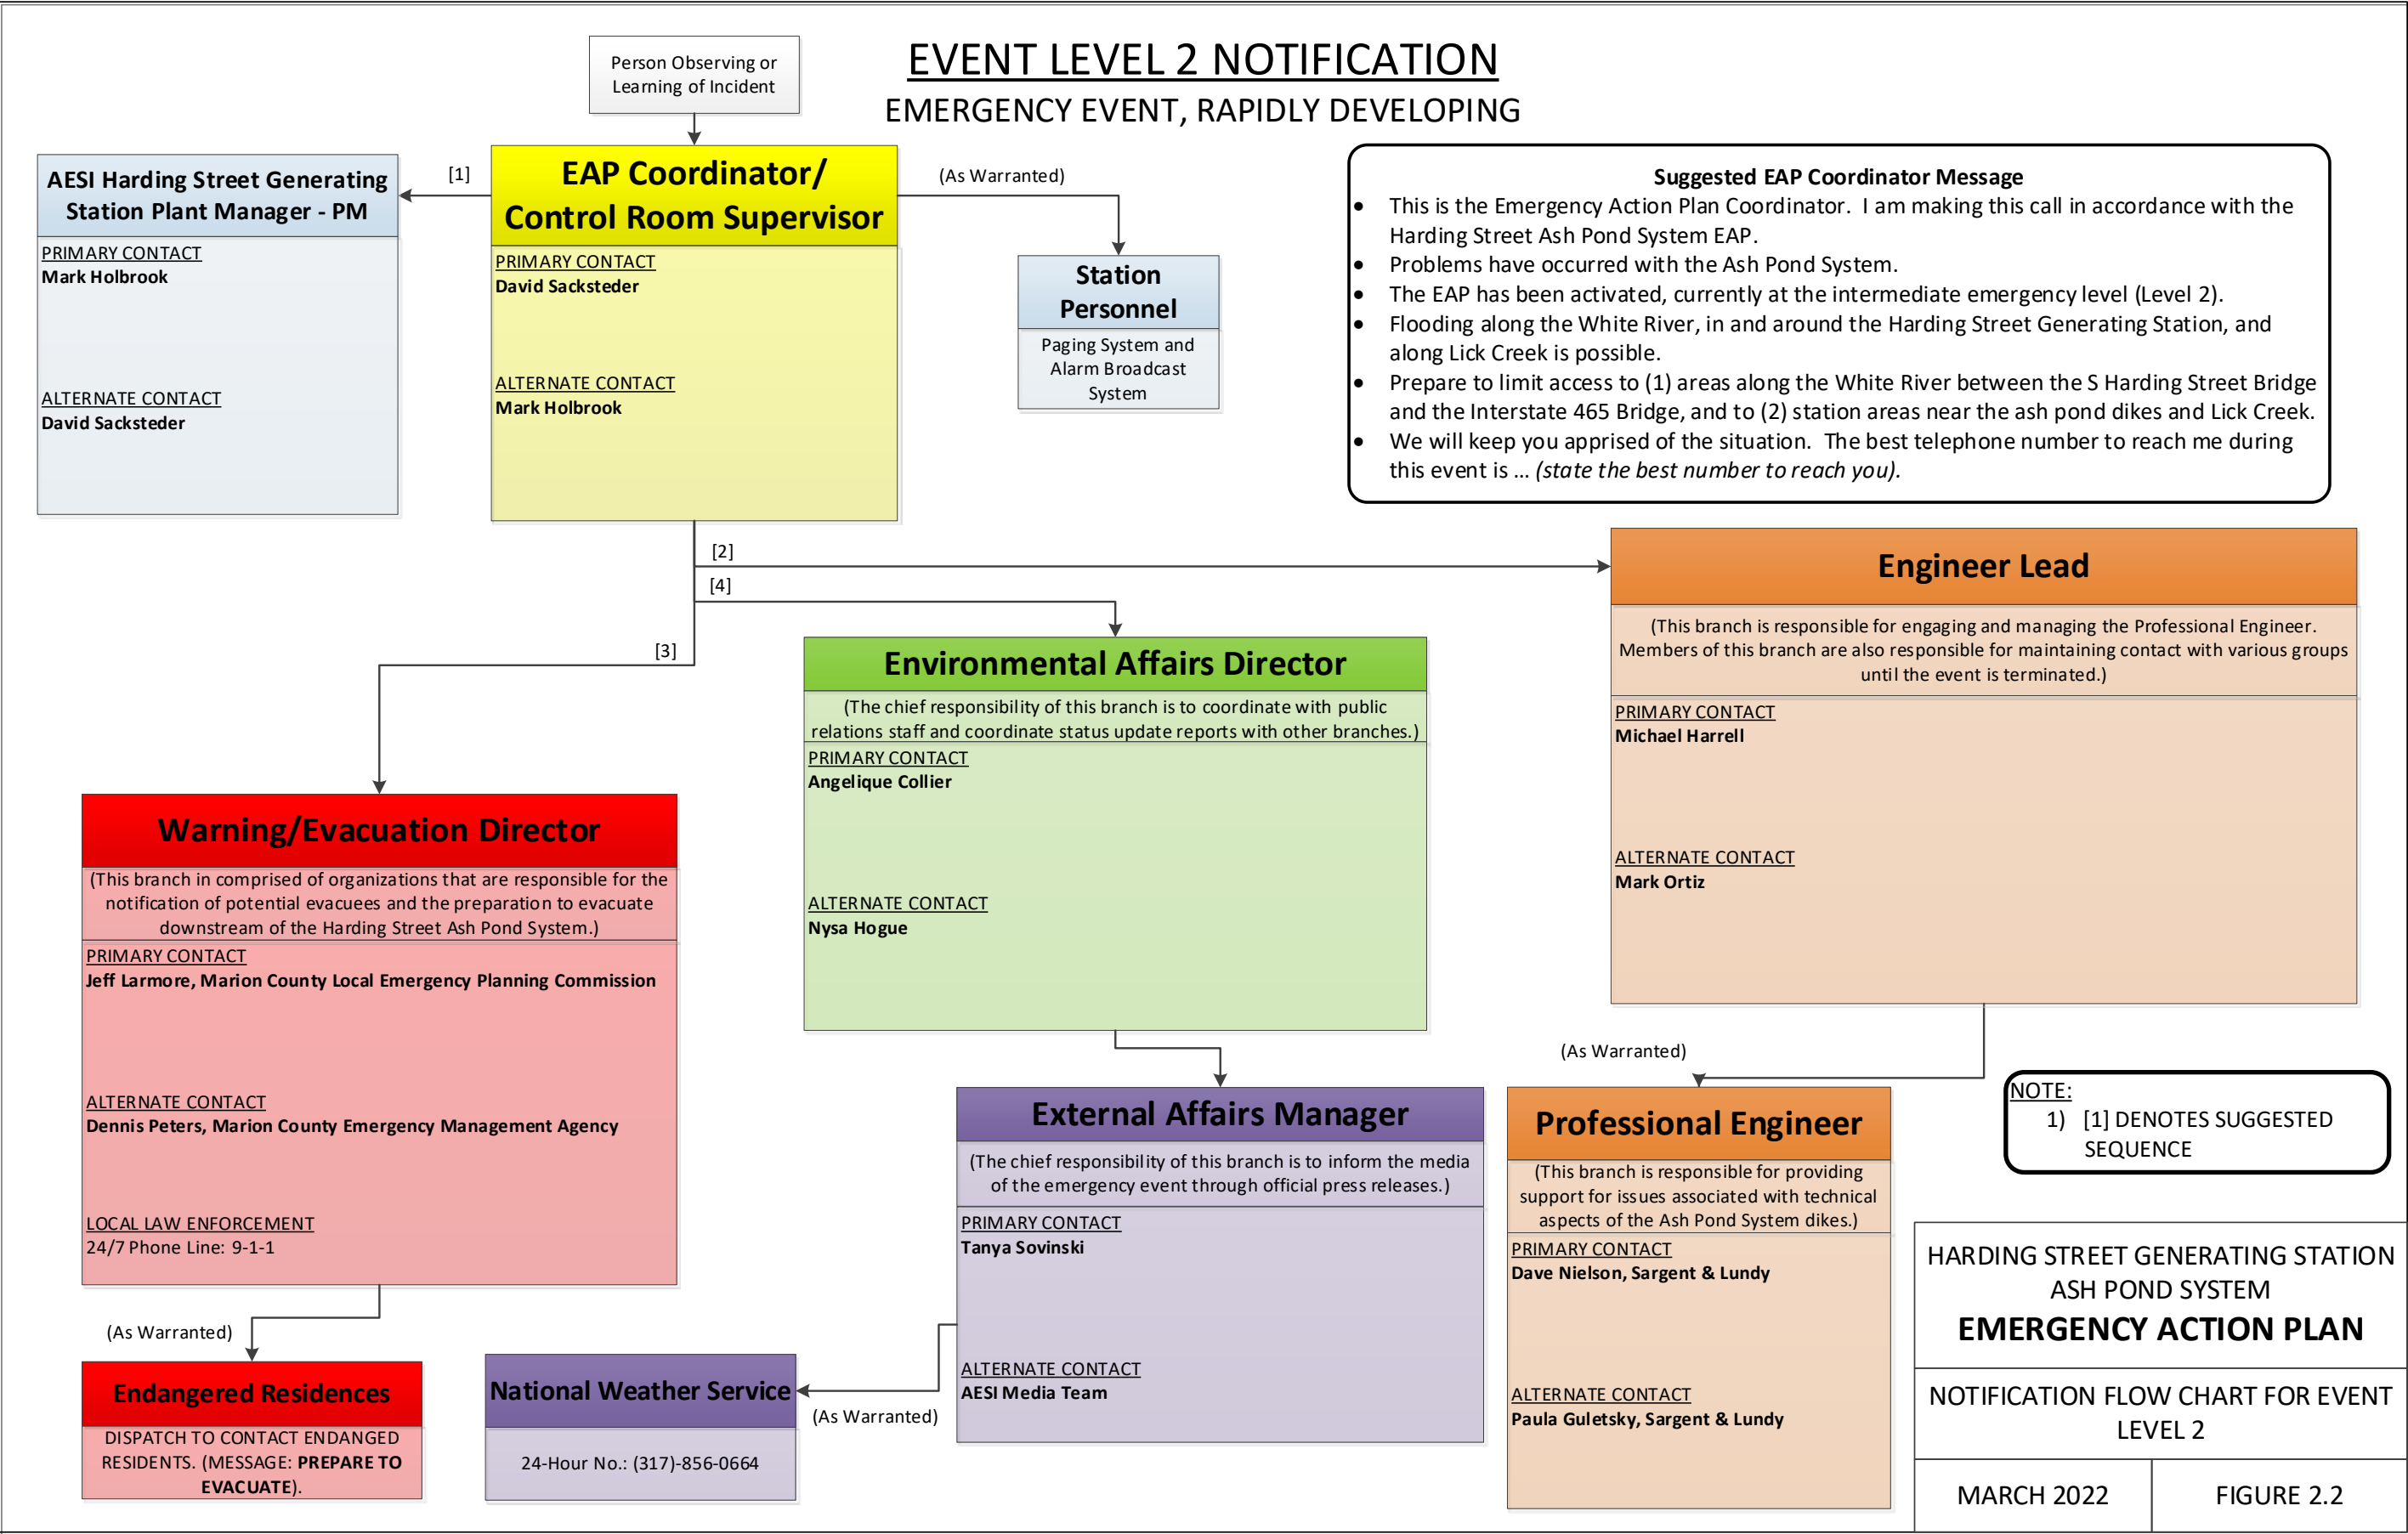 Person Observing or
Learning of Incident
EVENT LEVEL 2 NOTIFICATION
EMERGENCY EVENT, RAPIDLY DEVELOPING
AESI Harding Street Generating
Station Plant Manager - PM
PRIMARY CONTACT
Mark Holbrook
ALTERNATE CONTACT
David Sacksteder
[1]
EAP Coordinator/
Control Room Supervisor
PRIMARY CONTACT
David Sacksteder
ALTERNATE CONTACT
Mark Holbrook
(As Warranted)
Station
Personnel
Paging System and
Alarm Broadcast
System
Suggested EAP Coordinator Message
• This is the Emergency Action Plan Coordinator. I am making this call in accordance with the
Harding Street Ash Pond System EAP.
• Problems have occurred with the Ash Pond System.
• The EAP has been activated, currently at the intermediate emergency level (Level 2).
• Flooding along the White River, in and around the Harding Street Generating Station, and
along Lick Creek is possible.
• Prepare to limit access to (1) areas along the White River between the S Harding Street Bridge
and the Interstate 465 Bridge, and to (2) station areas near the ash pond dikes and Lick Creek.
• We will keep you apprised of the situation. The best telephone number to reach me during
this event is ... (state the best number to reach you).
[2]
[4]
[3]
Engineer Lead
(This branch is responsible for engaging and managing the Professional Engineer.
Members of this branch are also responsible for maintaining contact with various groups
until the event is terminated.)
PRIMARY CONTACT
Michael Harrell
ALTERNATE CONTACT
Mark Ortiz
Environmental Affairs Director
(The chief responsibility of this branch is to coordinate with public
relations staff and coordinate status update reports with other branches.)
PRIMARY CONTACT
Angelique Collier
ALTERNATE CONTACT
Nysa Hogue
Warning/Evacuation Director
(This branch in comprised of organizations that are responsible for the
notification of potential evacuees and the preparation to evacuate
downstream of the Harding Street Ash Pond System.)
PRIMARY CONTACT
Jeff Larmore, Marion County Local Emergency Planning Commission
ALTERNATE CONTACT
Dennis Peters, Marion County Emergency Management Agency
LOCAL LAW ENFORCEMENT
24/7 Phone Line: 9-1-1
(As Warranted)
Endangered Residences
DISPATCH TO CONTACT ENDANGED
RESIDENTS. (MESSAGE: PREPARE TO
EVACUATE).
External Affairs Manager
(The chief responsibility of this branch is to inform the media
of the emergency event through official press releases.)
PRIMARY CONTACT
Tanya Sovinski
ALTERNATE CONTACT
AESI Media Team
(As Warranted)
National Weather Service
24-Hour No.: (317)-856-0664
(As Warranted)
Professional Engineer
(This branch is responsible for providing
support for issues associated with technical
aspects of the Ash Pond System dikes.)
PRIMARY CONTACT
Dave Nielson, Sargent & Lundy
ALTERNATE CONTACT
Paula Guletsky, Sargent & Lundy
NOTE:
1) [1] DENOTES SUGGESTED
SEQUENCE
HARDING STREET GENERATING STATION
ASH POND SYSTEM
EMERGENCY ACTION PLAN
NOTIFICATION FLOW CHART FOR EVENT
LEVEL 2
MARCH 2022
FIGURE 2.2